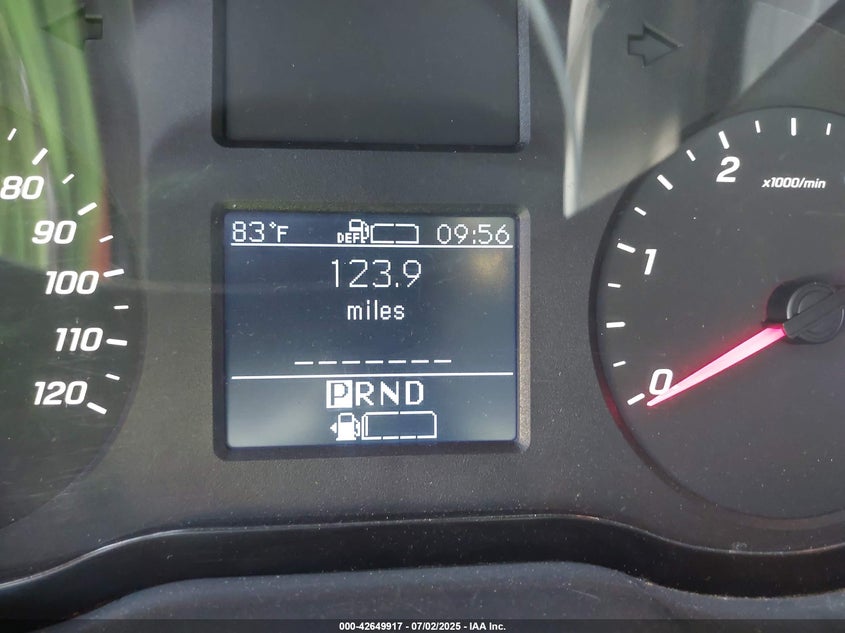 80
90
100
110
120
83°F DEF 09:56
123.9
miles
-------
PRND
2
x1000/min
1
0
000-42649917 - 07/02/2025 - IAA Inc.